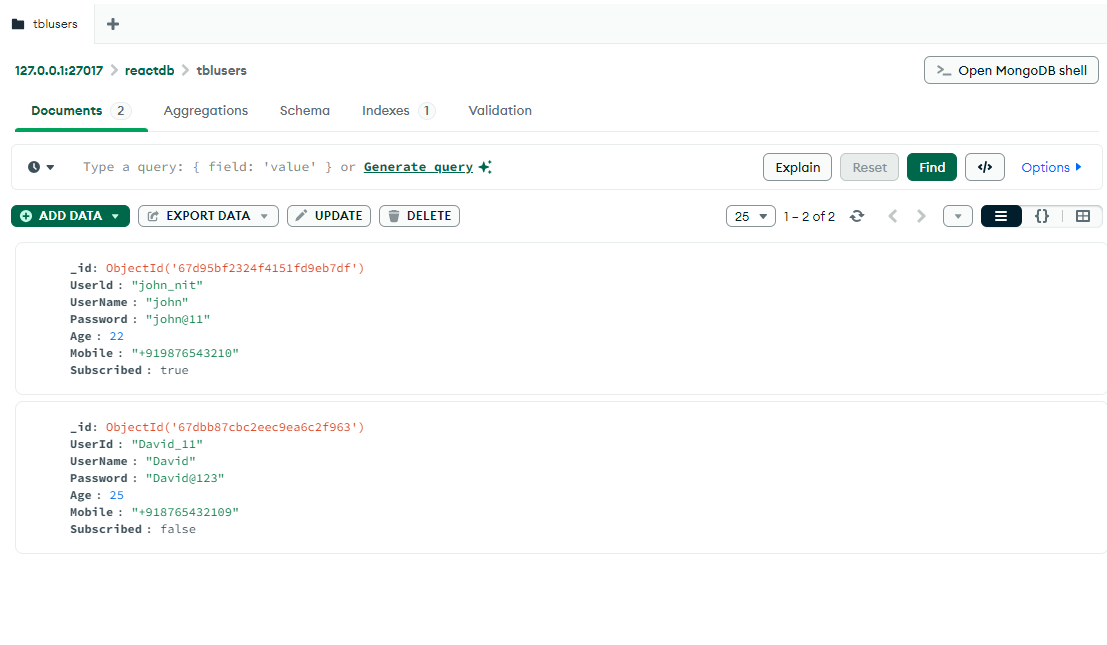 tblusers
127.0.0.1:27017 > reactdb > tblusers
>_ Open MongoDB shell
Documents 2 Aggregations Schema Indexes 1 Validation
Type a query: { field: 'value' } or Generate query
Explain Reset Find </> Options
ADD DATA EXPORT DATA UPDATE DELETE
25 1 – 2 of 2 {}
_id: ObjectId('67d95bf2324f4151fd9eb7df')
Userld : "john_nit"
UserName : "john"
Password : "john@11"
Age : 22
Mobile : "+919876543210"
Subscribed : true
_id: ObjectId('67dbb87cbc2eec9ea6c2f963')
UserId : "David_11"
UserName : "David"
Password : "David@123"
Age : 25
Mobile : "+918765432109"
Subscribed : false